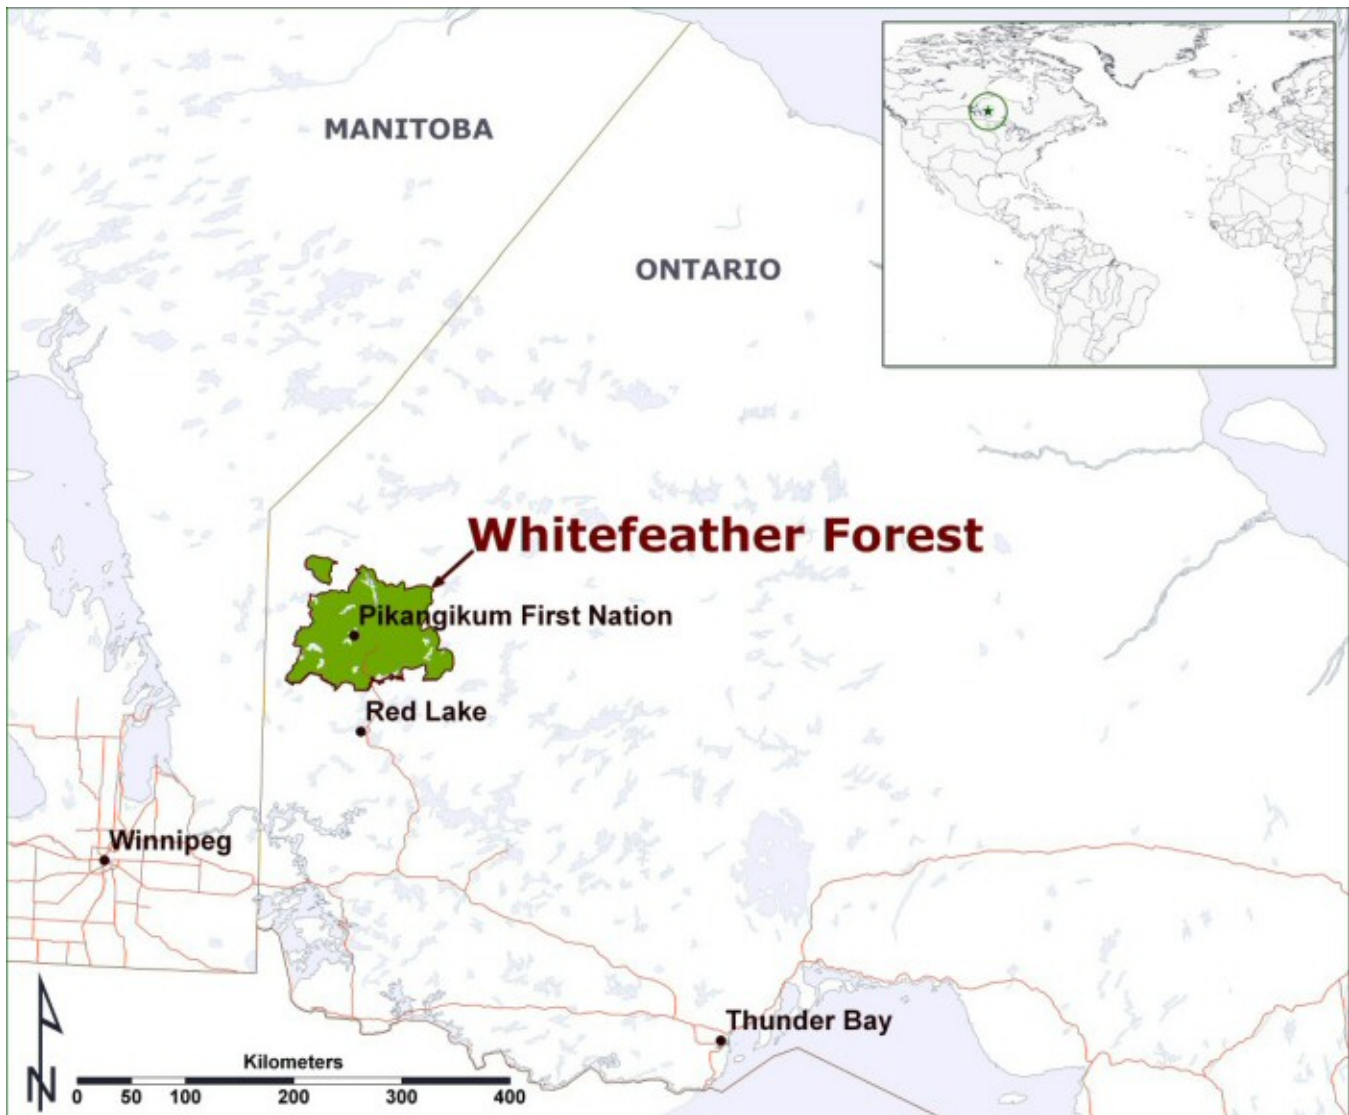 MANITOBA
ONTARIO
Whitefeather Forest
Pikangikum First Nation
Red Lake
Winnipeg
Thunder Bay
Kilometers
N
0 50 100 200 300 400